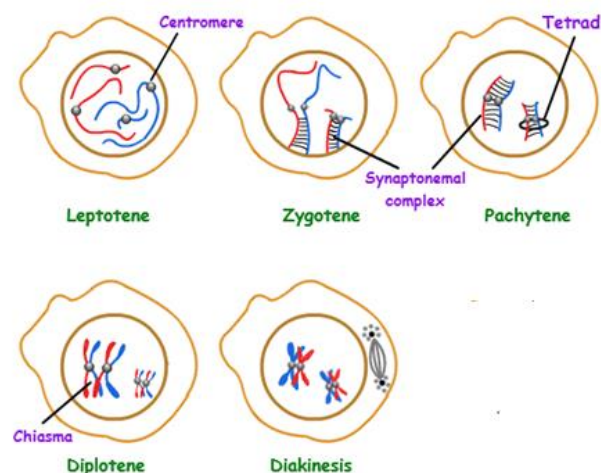 Centromere
Tetrad
Synaptonemal
complex
Leptotene
Zygotene
Pachytene
Chiasma
Diplotene
Diakinesis